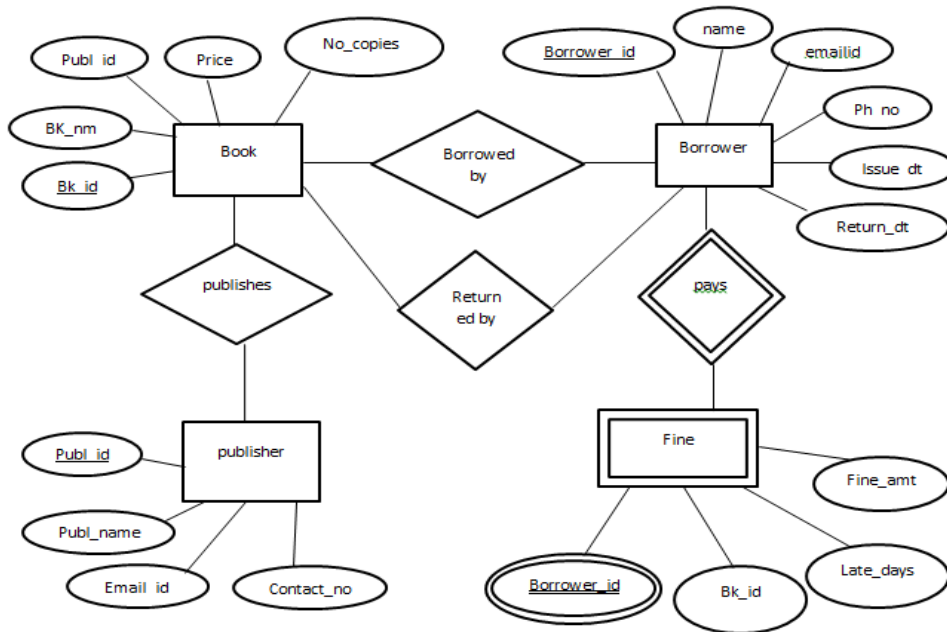 Publ_id
Price
No_copies
Borrower_id
name
emailid
BK_nm
Book
Borrowed
by
Borrower
Ph_no
Bk_id
Issue_dt
Return_dt
publishes
Return
ed by
pays
Publ_id
publisher
Fine
Fine_amt
Publ_name
Email_id
Contact_no
Borrower_id
Bk_id
Late_days